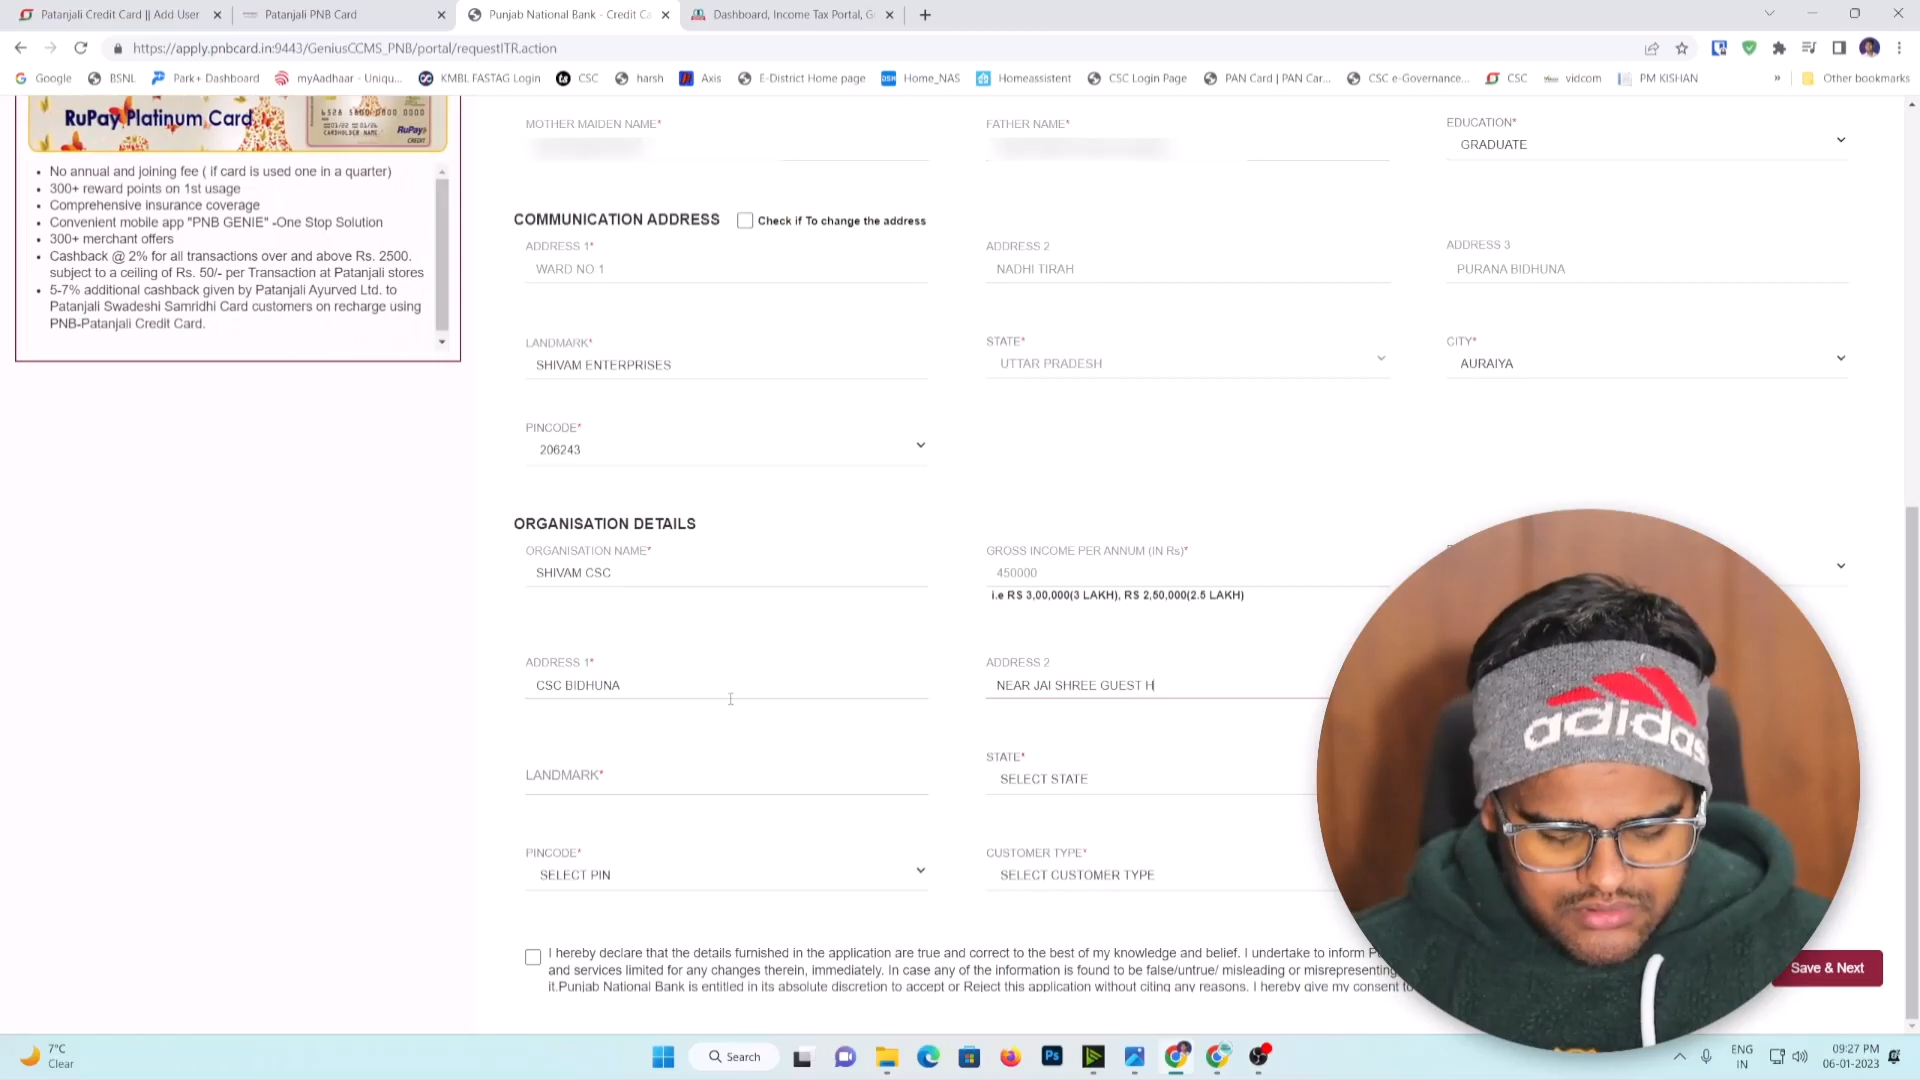 Patanjali Credit Card || Add User
Patanjali PNB Card
Punjab National Bank - Credit Ca
Dashboard, Income Tax Portal, G
https://apply.pnbcard.in:9443/GeniusCCMS_PNB/portal/requestITR.action
Google
BSNL
Park+ Dashboard
myAadhaar - Uniqu...
KMBL FASTAG Login
CSC
harsh
Axis
E-District Home page
Home_NAS
Homeassistent
CSC Login Page
PAN Card | PAN Car...
CSC e-Governance...
CSC
vidcom
PM KISHAN
»
Other bookmarks
RuPay Platinum Card
CARDHOLDER NAME
RuPay
CREDIT
• No annual and joining fee ( if card is used one in a quarter)
• 300+ reward points on 1st usage
• Comprehensive insurance coverage
• Convenient mobile app "PNB GENIE" -One Stop Solution
• 300+ merchant offers
• Cashback @ 2% for all transactions over and above Rs. 2500.
subject to a ceiling of Rs. 50/- per Transaction at Patanjali stores
• 5-7% additional cashback given by Patanjali Ayurved Ltd. to
Patanjali Swadeshi Samridhi Card customers on recharge using
PNB-Patanjali Credit Card.
MOTHER MAIDEN NAME*
FATHER NAME*
EDUCATION*
GRADUATE
COMMUNICATION ADDRESS
Check if To change the address
ADDRESS 1*
ADDRESS 2
ADDRESS 3
WARD NO 1
NADHI TIRAH
PURANA BIDHUNA
LANDMARK*
STATE*
CITY*
SHIVAM ENTERPRISES
UTTAR PRADESH
AURAIYA
PINCODE*
206243
ORGANISATION DETAILS
ORGANISATION NAME*
GROSS INCOME PER ANNUM (IN Rs)*
SHIVAM CSC
450000
i.e RS 3,00,000(3 LAKH), RS 2,50,000(2.5 LAKH)
ADDRESS 1*
ADDRESS 2
CSC BIDHUNA
NEAR JAI SHREE GUEST H
LANDMARK*
STATE*
SELECT STATE
PINCODE*
CUSTOMER TYPE*
SELECT PIN
SELECT CUSTOMER TYPE
adidas
I hereby declare that the details furnished in the application are true and correct to the best of my knowledge and belief. I undertake to inform
and services limited for any changes therein, immediately. In case any of the information is found to be false/untrue/ misleading or misrepresenting
it.Punjab National Bank is entitled in its absolute discretion to accept or Reject this application without citing any reasons. I hereby give my consent to
Save & Next
7°C
Clear
Search
Ps
ENG
IN
09:27 PM
06-01-2023